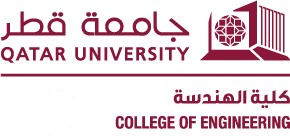 جامعة قطر
QATAR UNIVERSITY
كلية الهندسة
COLLEGE OF ENGINEERING